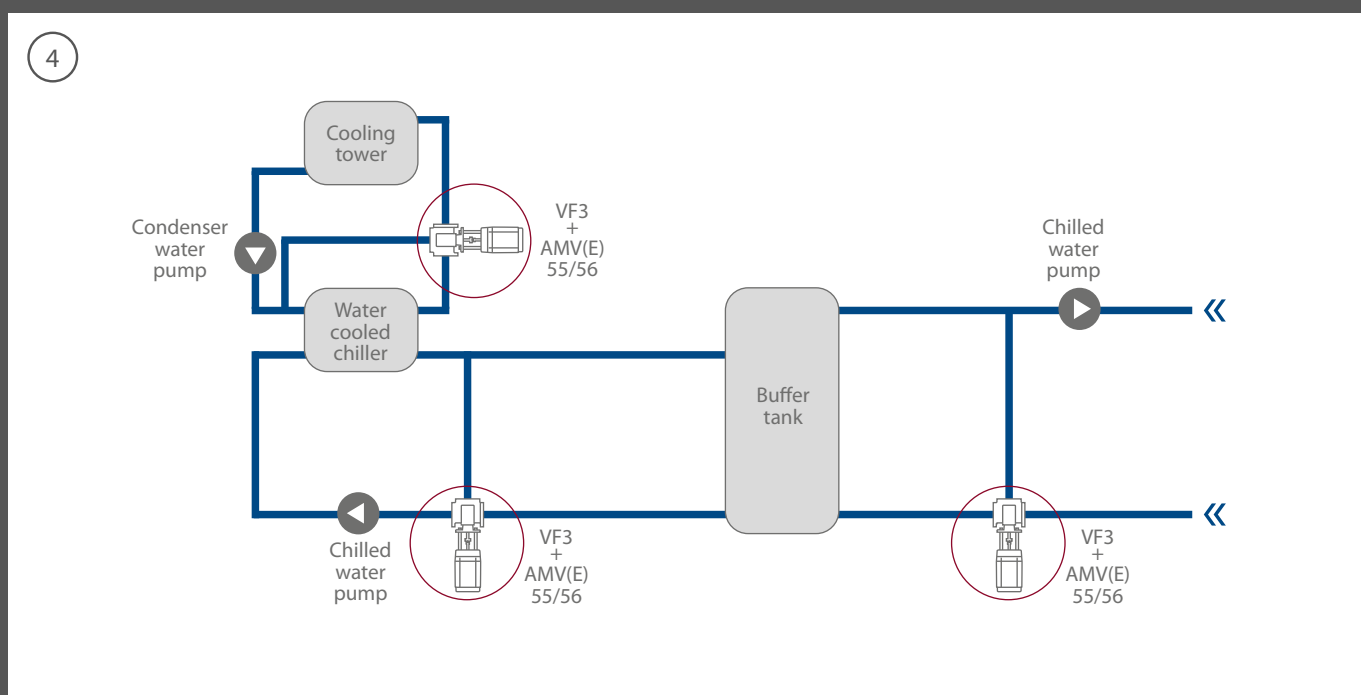 4
Cooling
tower
Condenser
water
pump
VF3
+
AMV(E)
55/56
Chilled
water
pump
Water
cooled
chiller
Buffer
tank
Chilled
water
pump
VF3
+
AMV(E)
55/56
VF3
+
AMV(E)
55/56